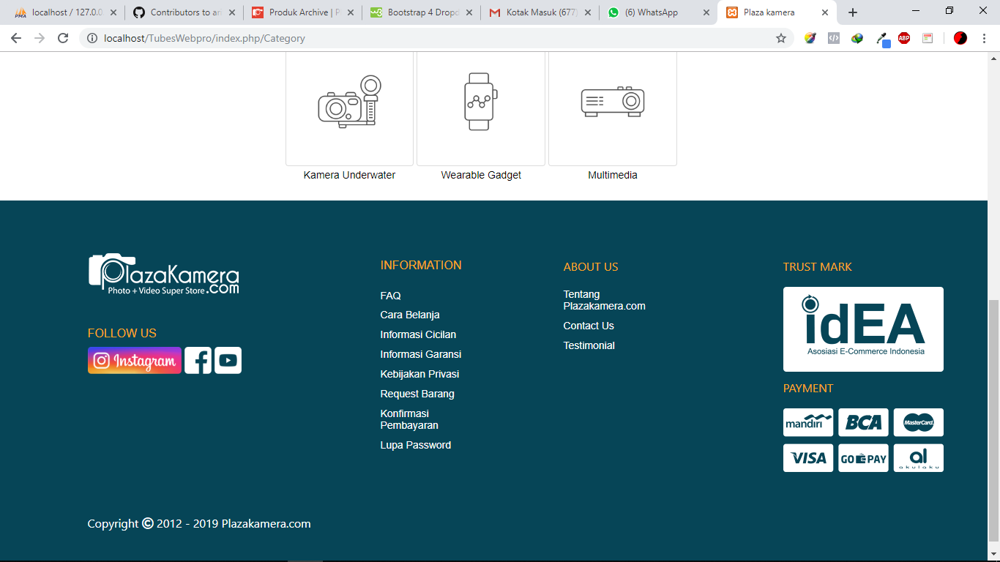 localhost / 127.0.0
Contributors to ar
Produk Archive | P
Bootstrap 4 Dropd
Kotak Masuk (677)
(6) WhatsApp
Plaza kamera
localhost/TubesWebpro/index.php/Category
ABP
Kamera Underwater
Wearable Gadget
Multimedia
PlazaKamera
.com
Photo + Video Super Store
FOLLOW US
Instagram
INFORMATION
FAQ
Cara Belanja
Informasi Cicilan
Informasi Garansi
Kebijakan Privasi
Request Barang
Konfirmasi
Pembayaran
Lupa Password
ABOUT US
Tentang
Plazakamera.com
Contact Us
Testimonial
TRUST MARK
idEA
Asosiasi E-Commerce Indonesia
PAYMENT
mandiri
BCA
MasterCard
VISA
GO PAY
al
akulaku
Copyright © 2012 - 2019 Plazakamera.com